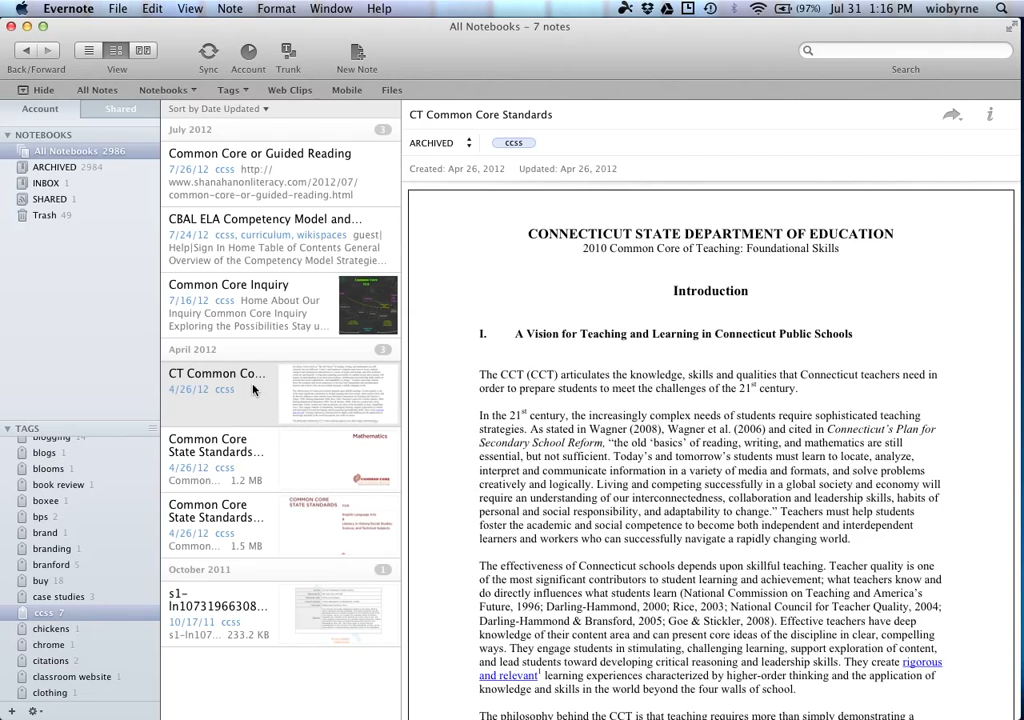 Evernote File Edit View Note Format Window Help (97%) Jul 31 1:16 PM wiobyrne
All Notebooks – 7 notes
Back/Forward View Sync Account Trunk New Note Search
Hide All Notes Notebooks Tags Web Clips Mobile Files
Account Shared
NOTEBOOKS
All Notebooks 2986
ARCHIVED 2984
INBOX 1
SHARED 1
Trash 49
TAGS
blogging 14
blogs 1
blooms 1
book review 1
boxee 1
bps 2
brand 1
branding 1
branford 5
buy 18
case studies 3
ccss 7
chickens 1
chrome 1
citations 2
classroom website 1
clothing 1
Sort by Date Updated
July 2012 3
Common Core or Guided Reading
7/26/12 ccss http://
www.shanahanonliteracy.com/2012/07/
common-core-or-guided-reading.html
CBAL ELA Competency Model and...
7/24/12 ccss, curriculum, wikispaces guest|
Help|Sign In Home Table of Contents General
Overview of the Competency Model Strategie...
Common Core Inquiry
7/16/12 ccss Home About Our
Inquiry Common Core Inquiry
Exploring the Possibilities Stay u...
April 2012 3
CT Common Co...
4/26/12 ccss
Common Core
State Standards...
4/26/12 ccss
Common... 1.2 MB
Mathematics
Common Core
State Standards...
4/26/12 ccss
Common... 1.5 MB
COMMON CORE
STATE STANDARDS FOR
October 2011 1
s1-
ln10731966308...
10/17/11 ccss
s1-ln107... 233.2 KB
CT Common Core Standards
ARCHIVED ccss
Created: Apr 26, 2012 Updated: Apr 26, 2012
CONNECTICUT STATE DEPARTMENT OF EDUCATION
2010 Common Core of Teaching: Foundational Skills
Introduction
I. A Vision for Teaching and Learning in Connecticut Public Schools
The CCT (CCT) articulates the knowledge, skills and qualities that Connecticut teachers need in
order to prepare students to meet the challenges of the 21st century.
In the 21st century, the increasingly complex needs of students require sophisticated teaching
strategies. As stated in Wagner (2008), Wagner et al. (2006) and cited in Connecticut's Plan for
Secondary School Reform, "the old 'basics' of reading, writing, and mathematics are still
essential, but not sufficient. Today's and tomorrow's students must learn to locate, analyze,
interpret and communicate information in a variety of media and formats, and solve problems
creatively and logically. Living and competing successfully in a global society and economy will
require an understanding of our interconnectedness, collaboration and leadership skills, habits of
personal and social responsibility, and adaptability to change." Teachers must help students
foster the academic and social competence to become both independent and interdependent
learners and workers who can successfully navigate a rapidly changing world.
The effectiveness of Connecticut schools depends upon skillful teaching. Teacher quality is one
of the most significant contributors to student learning and achievement; what teachers know and
do directly influences what students learn (National Commission on Teaching and America's
Future, 1996; Darling-Hammond, 2000; Rice, 2003; National Council for Teacher Quality, 2004;
Darling-Hammond & Bransford, 2005; Goe & Stickler, 2008). Effective teachers have deep
knowledge of their content area and can present core ideas of the discipline in clear, compelling
ways. They engage students in stimulating, challenging learning, support exploration of content,
and lead students toward developing critical reasoning and leadership skills. They create rigorous
and relevant1 learning experiences characterized by higher-order thinking and the application of
knowledge and skills in the world beyond the four walls of school.
The philosophy behind the CCT is that teaching requires more than simply demonstrating a